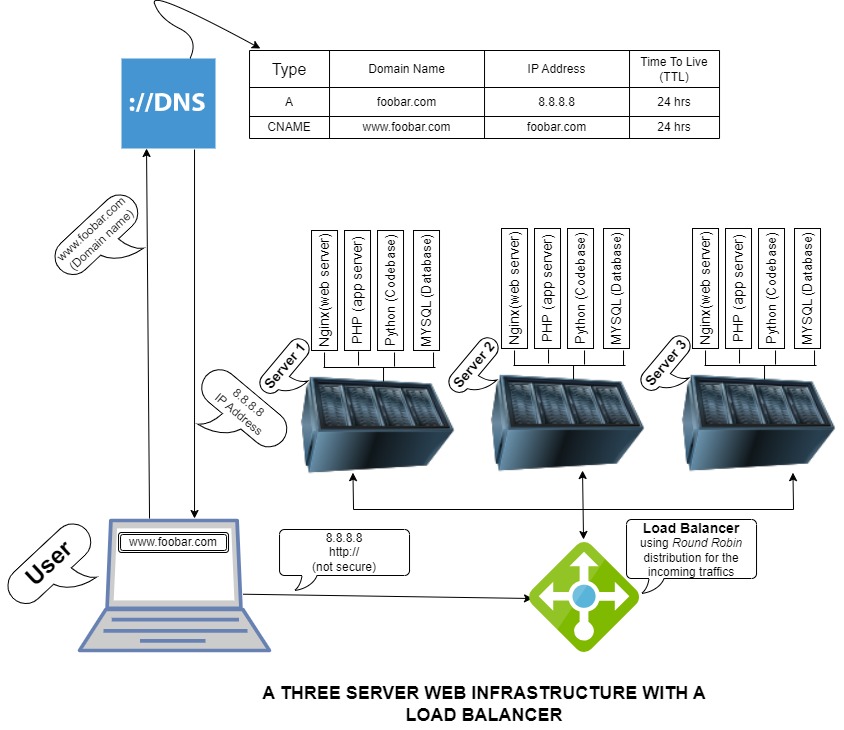 ://DNS
Type Domain Name IP Address Time To Live
(TTL)
A foobar.com 8.8.8.8 24 hrs
CNAME www.foobar.com foobar.com 24 hrs
www.foobar.com
(Domain name)
8.8.8.8
IP Address
Server 1
Nginx(web server)
PHP (app server)
Python (Codebase)
MYSQL (Database)
Server 2
Nginx(web server)
PHP (app server)
Python (Codebase)
MYSQL (Database)
Server 3
Nginx(web server)
PHP (app server)
Python (Codebase)
MYSQL (Database)
User
www.foobar.com
8.8.8.8
http://
(not secure)
Load Balancer
using Round Robin
distribution for the
incoming traffics
A THREE SERVER WEB INFRASTRUCTURE WITH A
LOAD BALANCER